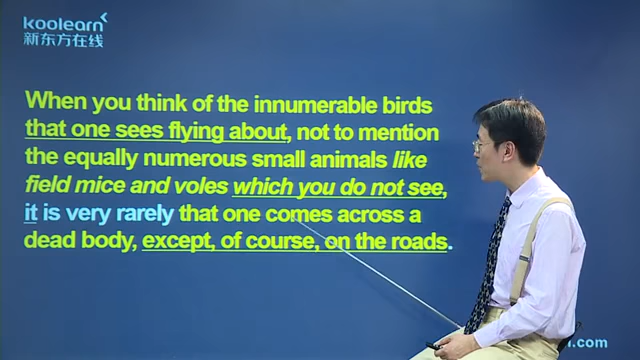 koolearn
新东方在线
When you think of the innumerable birds
that one sees flying about, not to mention
the equally numerous small animals like
field mice and voles which you do not see,
it is very rarely that one comes across a
dead body, except, of course, on the roads.
.com